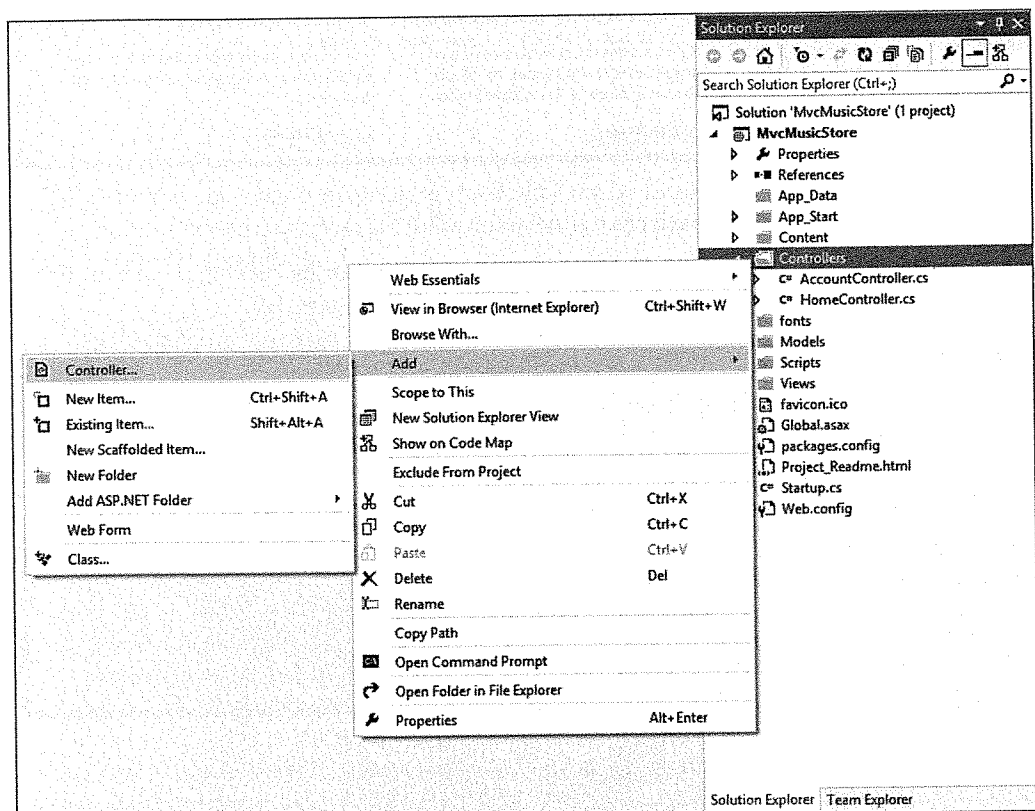 Solution Explorer
Search Solution Explorer (Ctrl+;)
Solution 'MvcMusicStore' (1 project)
MvcMusicStore
Properties
References
App_Data
App_Start
Content
Controllers
C# AccountController.cs
C# HomeController.cs
fonts
Models
Scripts
Views
favicon.ico
Global.asax
packages.config
Project_Readme.html
C# Startup.cs
Web.config
Web Essentials
View in Browser (Internet Explorer) Ctrl+Shift+W
Browse With...
Add
Scope to This
New Solution Explorer View
Show on Code Map
Exclude From Project
Cut Ctrl+X
Copy Ctrl+C
Paste Ctrl+V
Delete Del
Rename
Copy Path
Open Command Prompt
Open Folder in File Explorer
Properties Alt+Enter
Controller...
New Item... Ctrl+Shift+A
Existing Item... Shift+Alt+A
New Scaffolded Item...
New Folder
Add ASP.NET Folder
Web Form
Class...
Solution Explorer Team Explorer